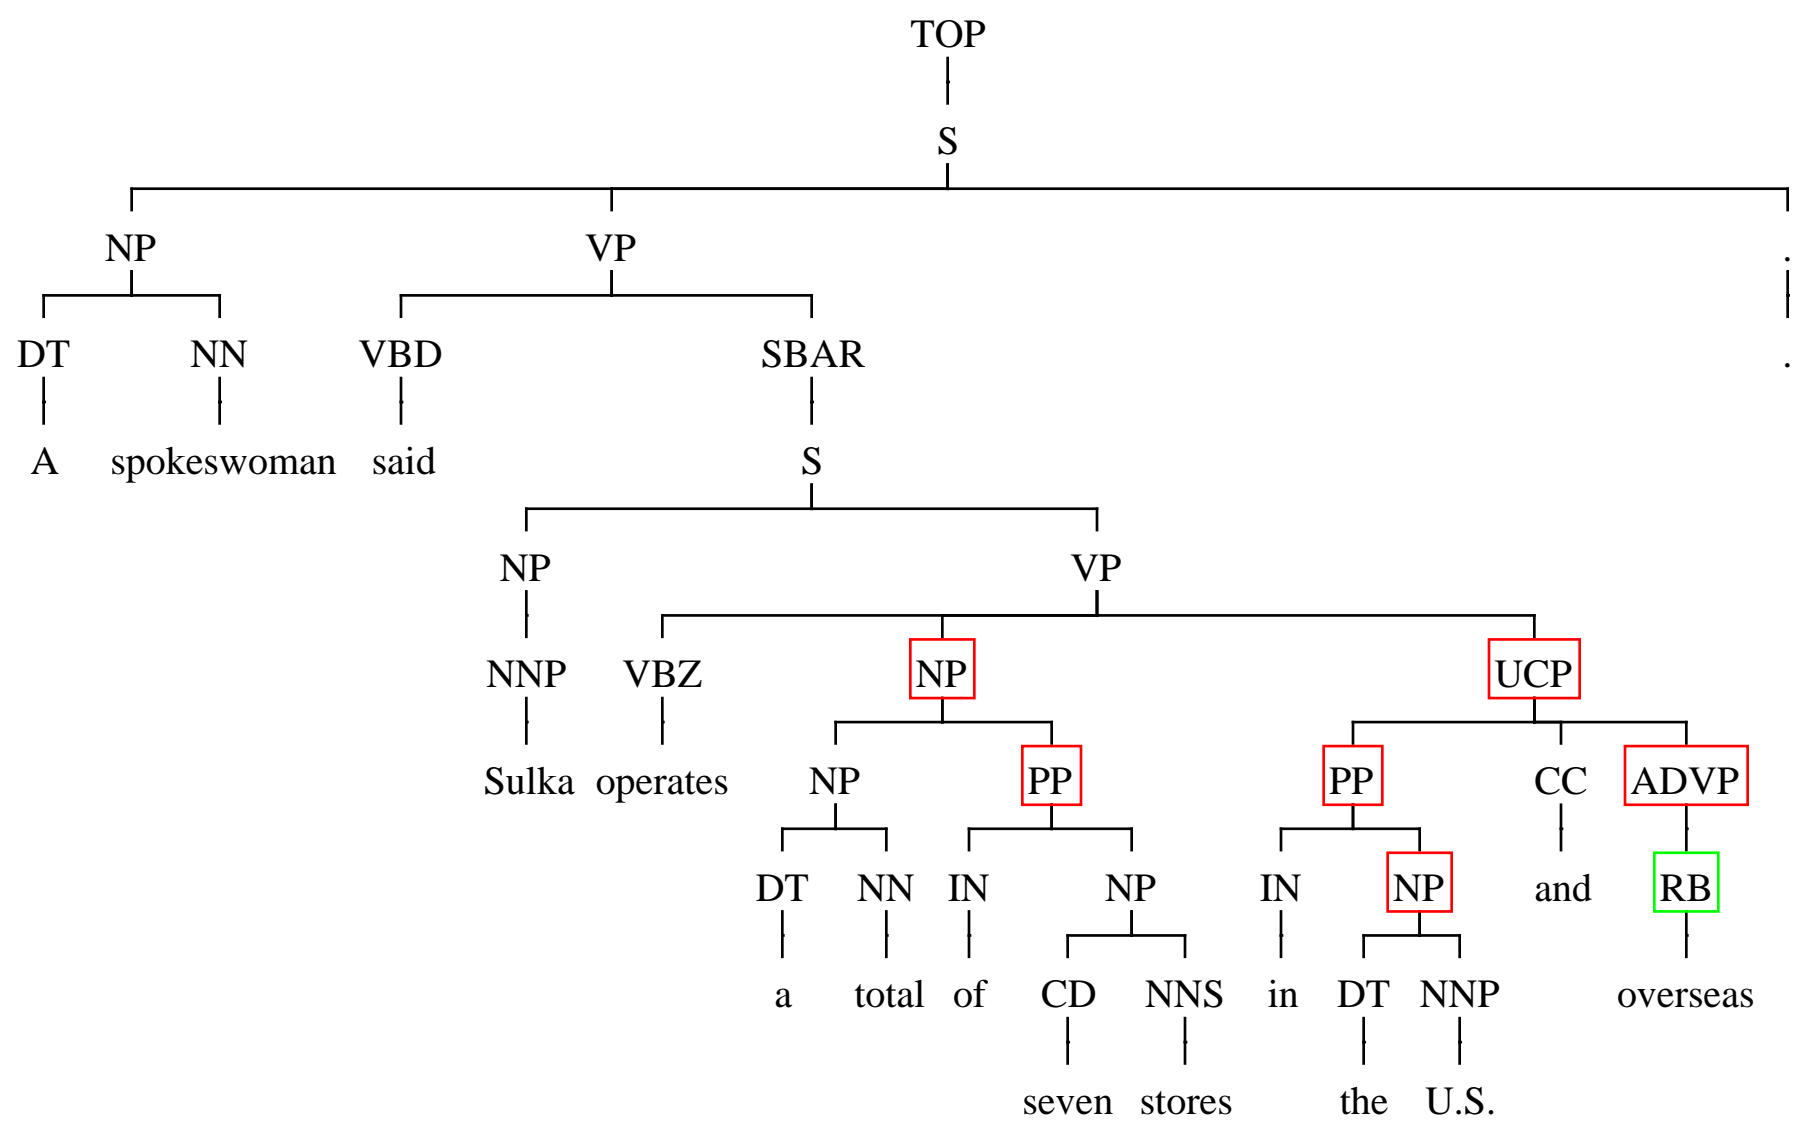 TOP
S
NP VP .
DT NN VBD SBAR .
A spokeswoman said S
NP VP
NNP VBZ NP UCP
Sulka operates NP PP PP CC ADVP
DT NN IN NP IN NP and RB
a total of CD NNS in DT NNP overseas
seven stores the U.S.